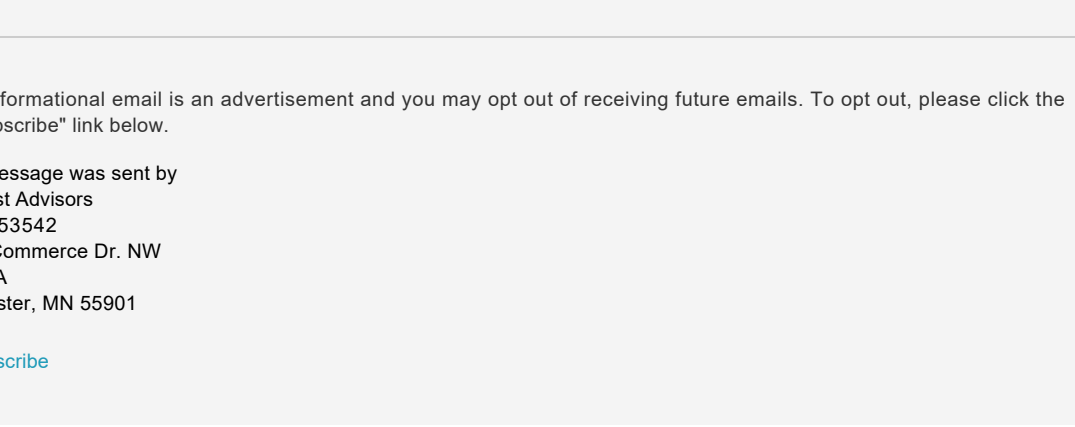 formational email is an advertisement and you may opt out of receiving future emails. To opt out, please click the
scribe" link below.
essage was sent by
st Advisors
53542
Commerce Dr. NW
A
ster, MN 55901
scribe